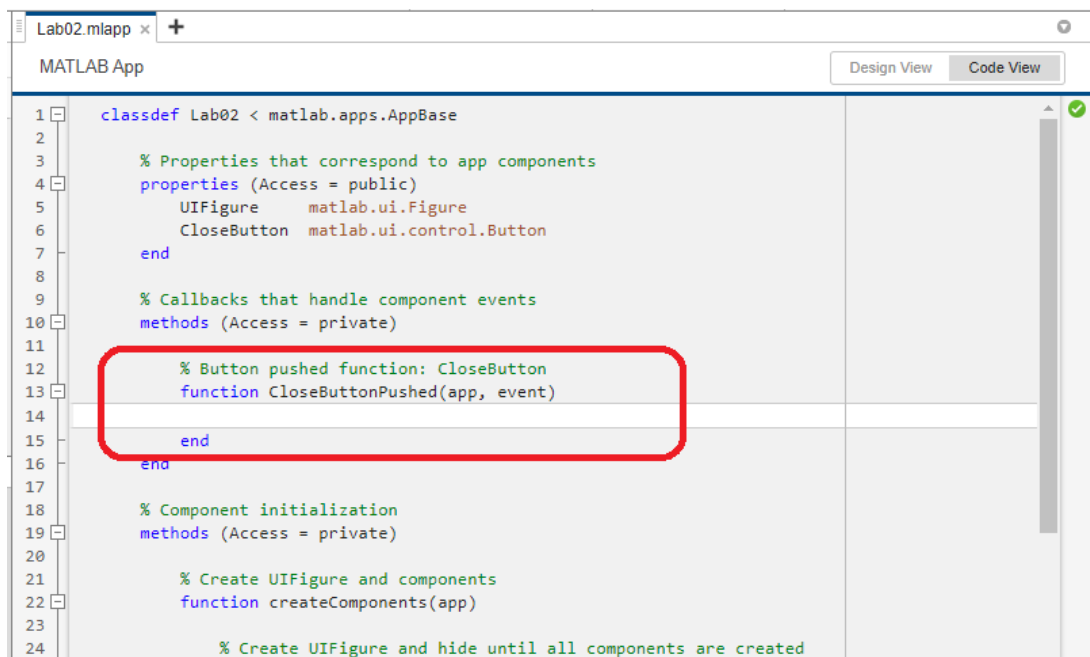 Lab02.mlapp × +
MATLAB App Design View Code View
1 classdef Lab02 < matlab.apps.AppBase
2
3 % Properties that correspond to app components
4 properties (Access = public)
5 UIFigure matlab.ui.Figure
6 CloseButton matlab.ui.control.Button
7 end
8
9 % Callbacks that handle component events
10 methods (Access = private)
11
12 % Button pushed function: CloseButton
13 function CloseButtonPushed(app, event)
14
15 end
16 end
17
18 % Component initialization
19 methods (Access = private)
20
21 % Create UIFigure and components
22 function createComponents(app)
23
24 % Create UIFigure and hide until all components are created